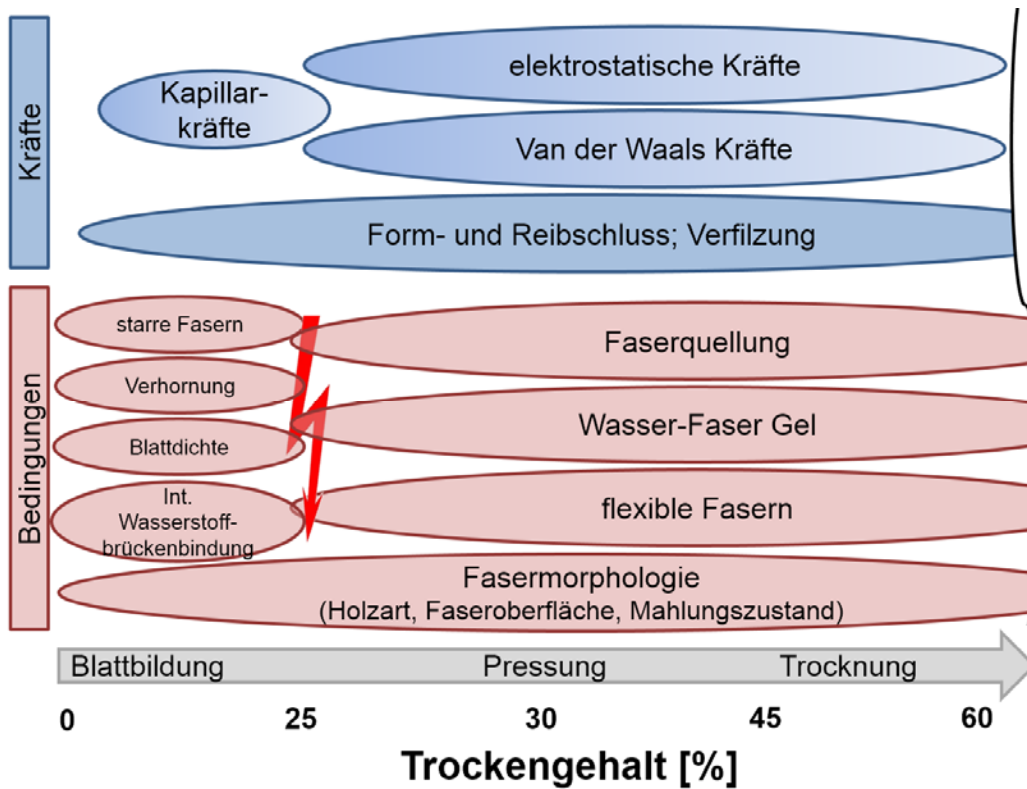 Kräfte
elektrostatische Kräfte
Kapillar-
kräfte
Van der Waals Kräfte
Form- und Reibschluss; Verfilzung
Bedingungen
starre Fasern
Faserquellung
Verhornung
Wasser-Faser Gel
Blattdichte
Int.
Wasserstoff-
brückenbindung
flexible Fasern
Fasermorphologie
(Holzart, Faseroberfläche, Mahlungszustand)
Blattbildung Pressung Trocknung
0 25 30 45 60
Trockengehalt [%]